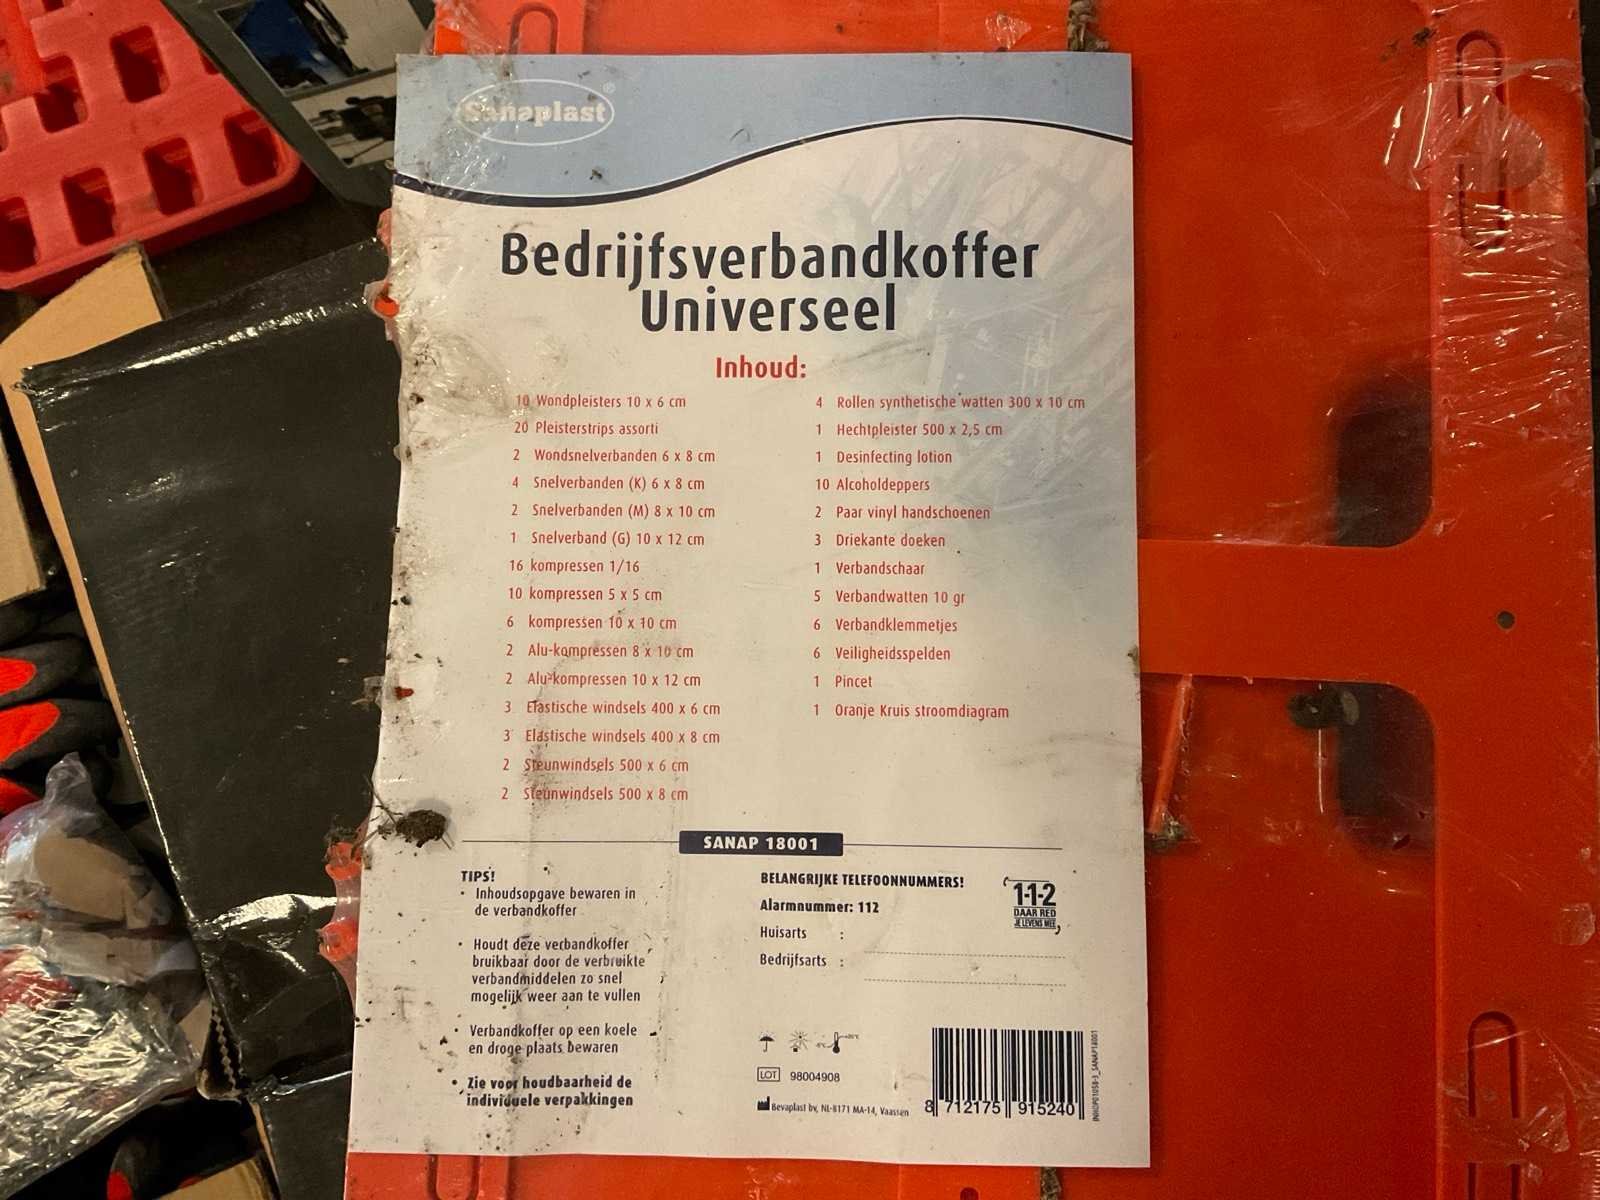 Sanaplast®
Bedrijfsverbandkoffer
Universeel
Inhoud:
10 Wondpleisters 10 x 6 cm
20 Pleisterstrips assorti
2 Wondsnelverbanden 6 x 8 cm
4 Snelverbanden (K) 6 x 8 cm
2 Snelverbanden (M) 8 x 10 cm
1 Snelverband (G) 10 x 12 cm
16 kompressen 1/16
10 kompressen 5 x 5 cm
6 kompressen 10 x 10 cm
2 Alu-kompressen 8 x 10 cm
2 Alu-kompressen 10 x 12 cm
3 Elastische windsels 400 x 6 cm
3 Elastische windsels 400 x 8 cm
2 Steunwindsels 500 x 6 cm
2 Steunwindsels 500 x 8 cm
4 Rollen synthetische watten 300 x 10 cm
1 Hechtpleister 500 x 2,5 cm
1 Desinfecting lotion
10 Alcoholdeppers
2 Paar vinyl handschoenen
3 Driekante doeken
1 Verbandschaar
5 Verbandwatten 10 gr
6 Verbandklemmetjes
6 Veiligheidsspelden
1 Pincet
1 Oranje Kruis stroomdiagram
SANAP 18001
TIPS!
• Inhoudsopgave bewaren in
de verbandkoffer
• Houdt deze verbandkoffer
bruikbaar door de verbruikte
verbandmiddelen zo snel
mogelijk weer aan te vullen
• Verbandkoffer op een koele
en droge plaats bewaren
• Zie voor houdbaarheid de
individuele verpakkingen
BELANGRIJKE TELEFOONNUMMERS!
Alarmnummer: 112
Huisarts :
Bedrijfsarts :
1-1-2
DAAR RED
JE LEVENS MEE
LOT 98004908
Bevaplast bv, NL-8171 MA-14, Vaassen
8 712175 915240